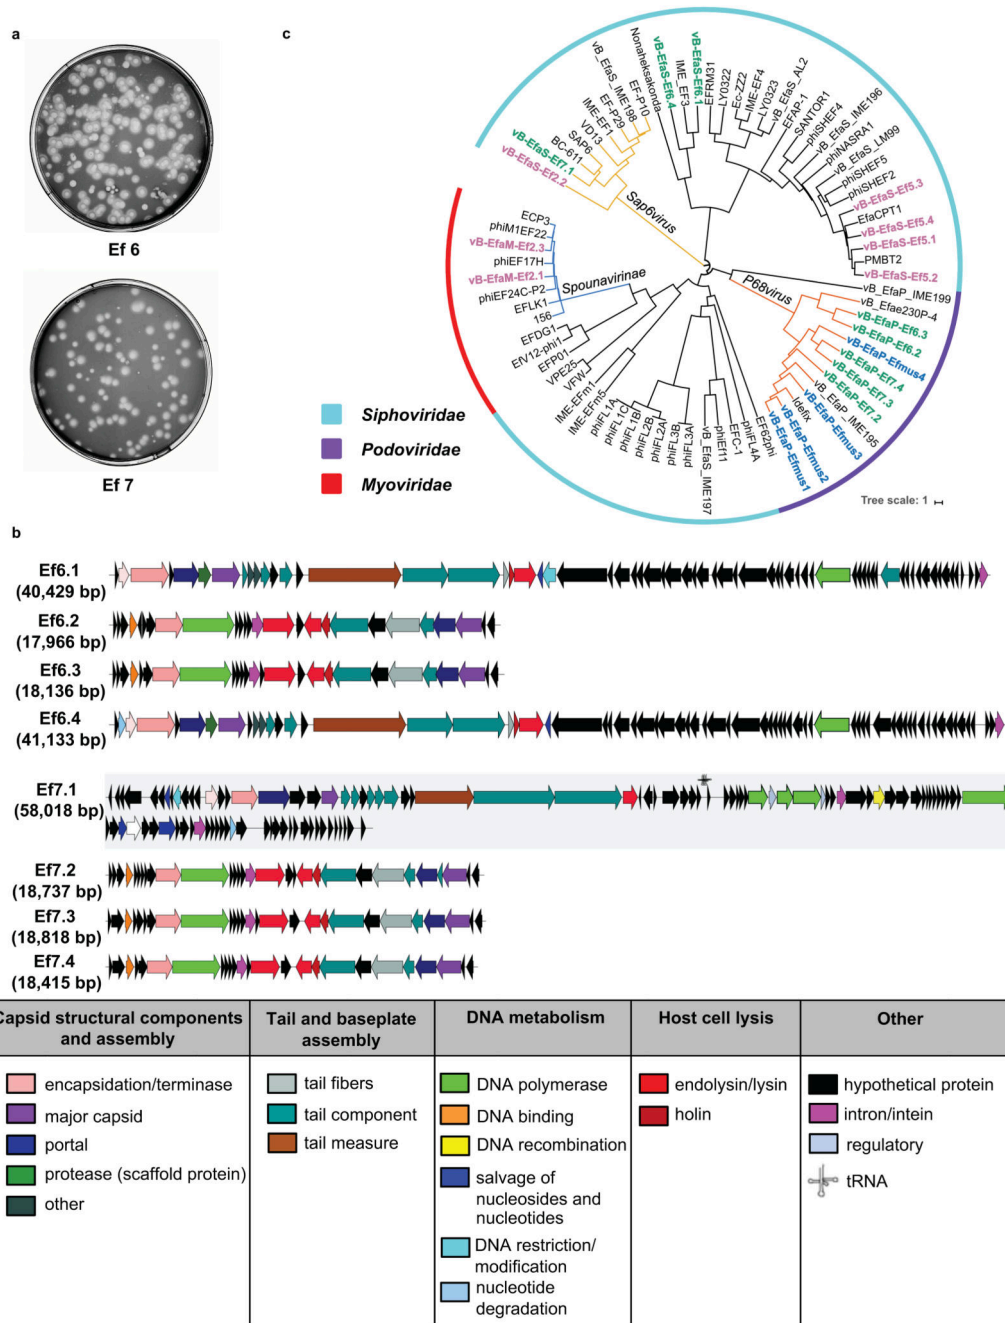 a
Ef 6
Ef 7
c
vB-EfaS-Ef2.2
vB-EfaS-Ef7.1
BC-611
SAP6
VD13
IME-EF1
EF-P29
vB_EfaS_IME198
EF-P10
Nonaheksakonda
vB-EfaS-Ef6.4
IME_EF3
vB-EfaS-Ef6.1
EFRM31
LY0322
Ec-ZZ2
IME-EF4
LY0323
vB_EfaS_AL2
EFAP-1
SANTOR1
phiSHEF4
vB_EfaS_IME196
phiNASRA1
vB_EfaS_LM99
phiSHEF5
phiSHEF2
vB-EfaS-Ef5.3
EfaCPT1
vB-EfaS-Ef5.4
vB-EfaS-Ef5.1
PMBT2
vB-EfaS-Ef5.2
vB_EfaP_IME199
vB_Efae230P-4
vB-EfaP-Ef6.3
vB-EfaP-Ef6.2
vB-EfaP-Efmus4
vB-EfaP-Ef7.4
vB-EfaP-Ef7.3
vB-EfaP-Ef7.2
vB_EfaP_IME195
vB-EfaP-Efmus3
Idefix
vB-EfaP-Efmus2
vB-EfaP-Efmus1
EF62phi
phiFL4A
EFC-1
phiEf11
vB_EfaS_IME197
phiFL3A
phiFL3B
phiFL2A
phiFL2B
phiFL1B
phiFL1C
phiFL1A
IME-EFm5
IME-EFm1
VFW
VPE25
EFP01
EfV12-phi1
EFDG1
156
EFLK1
phiEF24C-P2
vB-EfaM-Ef2.1
phiEF17H
vB-EfaM-Ef2.3
phiM1EF22
ECP3
Sap6virus
Spounavirinae
P68virus
Siphoviridae
Podoviridae
Myoviridae
Tree scale: 1
b
Ef6.1
(40,429 bp)
Ef6.2
(17,966 bp)
Ef6.3
(18,136 bp)
Ef6.4
(41,133 bp)
Ef7.1
(58,018 bp)
Ef7.2
(18,737 bp)
Ef7.3
(18,818 bp)
Ef7.4
(18,415 bp)
Capsid structural components
and assembly
encapsidation/terminase
major capsid
portal
protease (scaffold protein)
other
Tail and baseplate
assembly
tail fibers
tail component
tail measure
DNA metabolism
DNA polymerase
DNA binding
DNA recombination
salvage of
nucleosides and
nucleotides
DNA restriction/
modification
nucleotide
degradation
Host cell lysis
endolysin/lysin
holin
Other
hypothetical protein
intron/intein
regulatory
tRNA